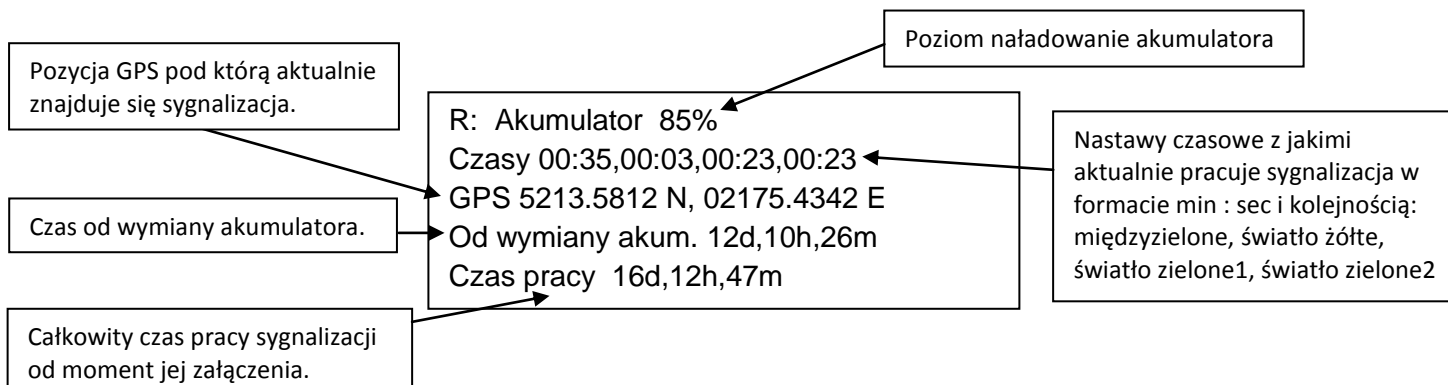 Poziom naładowanie akumulatora
Pozycja GPS pod którą aktualnie
znajduje się sygnalizacja.
R: Akumulator 85%
Czasy 00:35,00:03,00:23,00:23
GPS 5213.5812 N, 02175.4342 E
Od wymiany akum. 12d,10h,26m
Czas pracy 16d,12h,47m
Nastawy czasowe z jakimi
aktualnie pracuje sygnalizacja w
formacie min : sec i kolejnością:
międzyzielone, światło żółte,
światło zielone1, światło zielone2
Czas od wymiany akumulatora.
Całkowity czas pracy sygnalizacji
od moment jej załączenia.